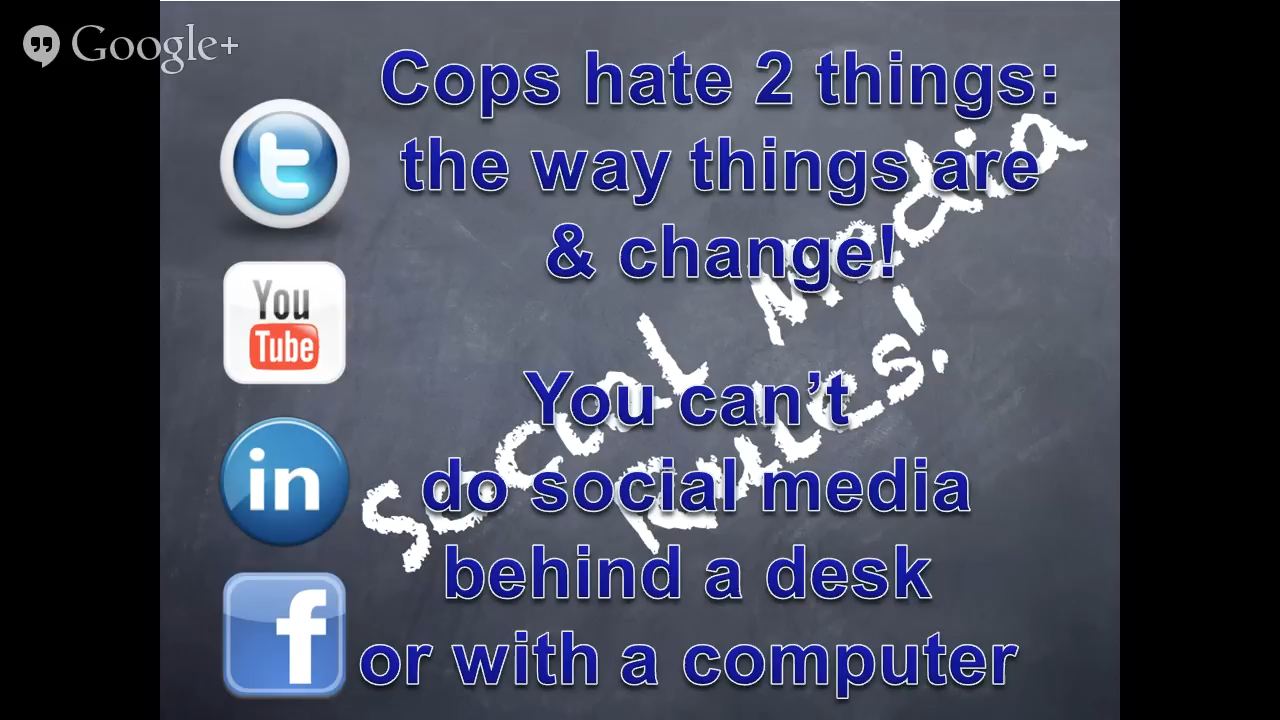 Google+
Cops hate 2 things:
the way things are
& change!
You can't
do social media
behind a desk
or with a computer
Social Media
Rules!
t
You
Tube
in
f